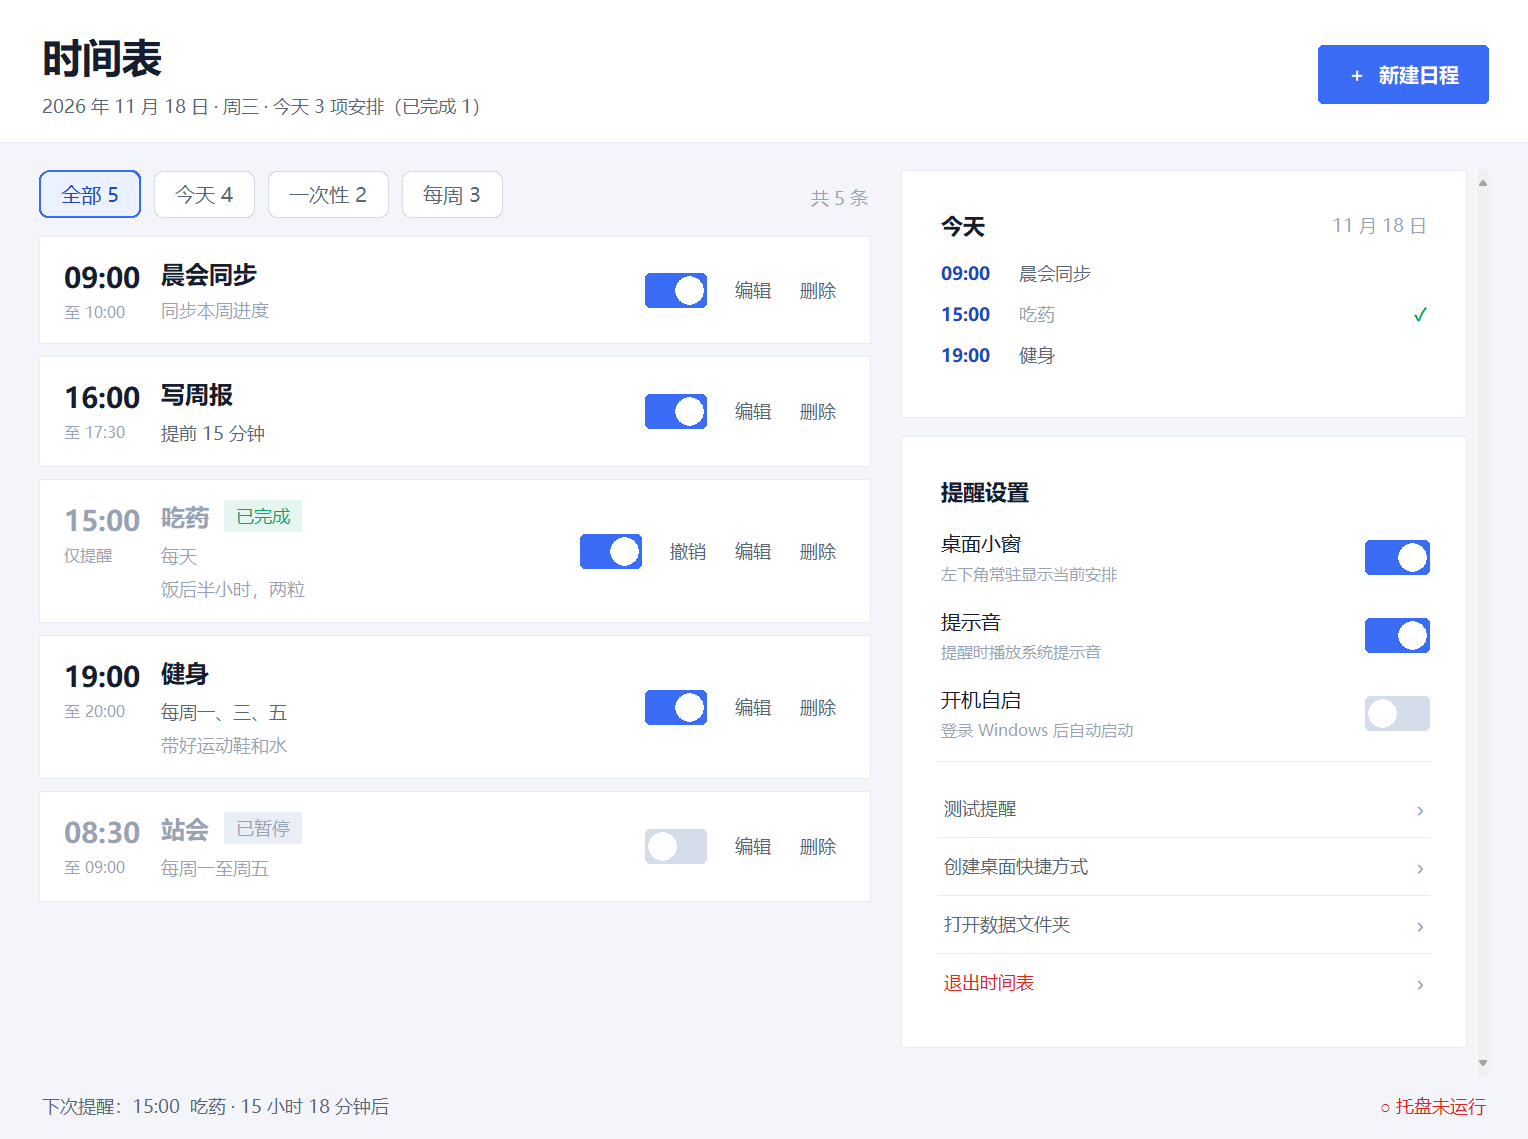 时间表
2026 年 11 月 18 日 · 周三 · 今天 3 项安排（已完成 1）
+ 新建日程
全部 5
今天 4
一次性 2
每周 3
共 5 条
09:00 晨会同步
至 10:00 同步本周进度
编辑 删除
16:00 写周报
至 17:30 提前 15 分钟
编辑 删除
15:00 吃药 已完成
仅提醒 每天
饭后半小时，两粒
撤销 编辑 删除
19:00 健身
至 20:00 每周一、三、五
带好运动鞋和水
编辑 删除
08:30 站会 已暂停
至 09:00 每周一至周五
编辑 删除
今天 11 月 18 日
09:00 晨会同步
15:00 吃药 ✓
19:00 健身
提醒设置
桌面小窗
左下角常驻显示当前安排
提示音
提醒时播放系统提示音
开机自启
登录 Windows 后自动启动
测试提醒 ›
创建桌面快捷方式 ›
打开数据文件夹 ›
退出时间表 ›
下次提醒：15:00 吃药 · 15 小时 18 分钟后
○ 托盘未运行